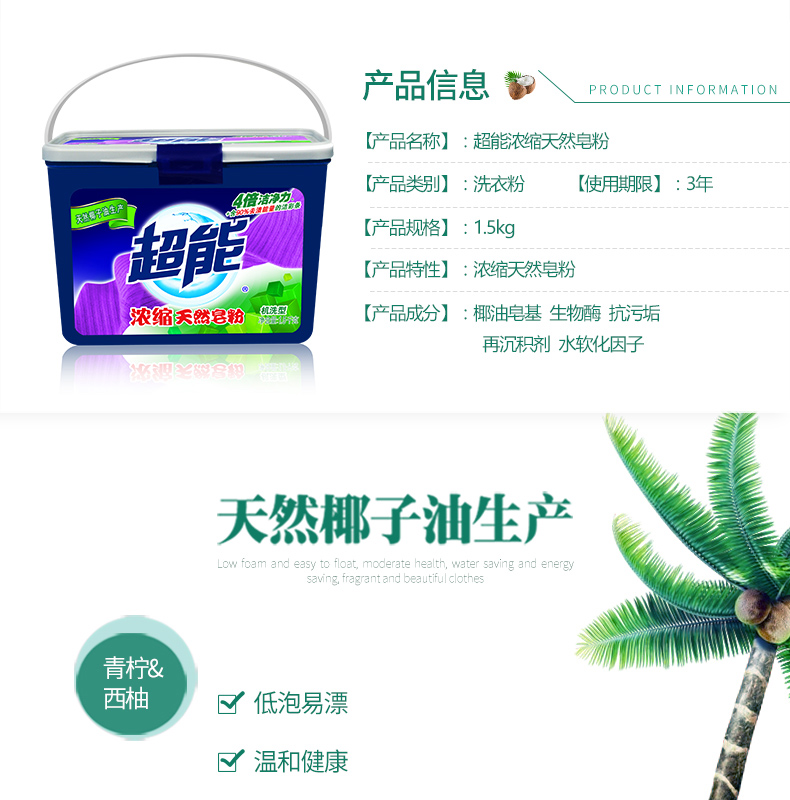 产品信息
PRODUCT INFORMATION
【产品名称】：超能浓缩天然皂粉
【产品类别】：洗衣粉 【使用期限】：3年
【产品规格】：1.5kg
【产品特性】：浓缩天然皂粉
【产品成分】：椰油皂基 生物酶 抗污垢
再沉积剂 水软化因子
天然椰子油生产
4倍洁净力
超能
®
浓缩天然皂粉
机洗型
天然椰子油生产
Low foam and easy to float, moderate health, water saving and energy
saving, fragrant and beautiful clothes
青柠&
西柚
低泡易漂
温和健康